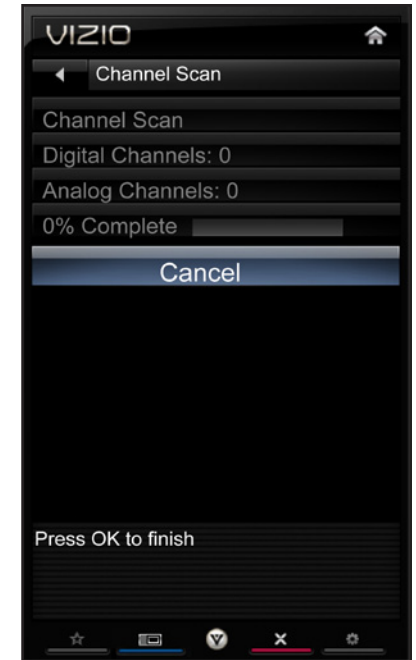 VIZIO
Channel Scan
Channel Scan
Digital Channels: 0
Analog Channels: 0
0% Complete
Cancel
Press OK to finish